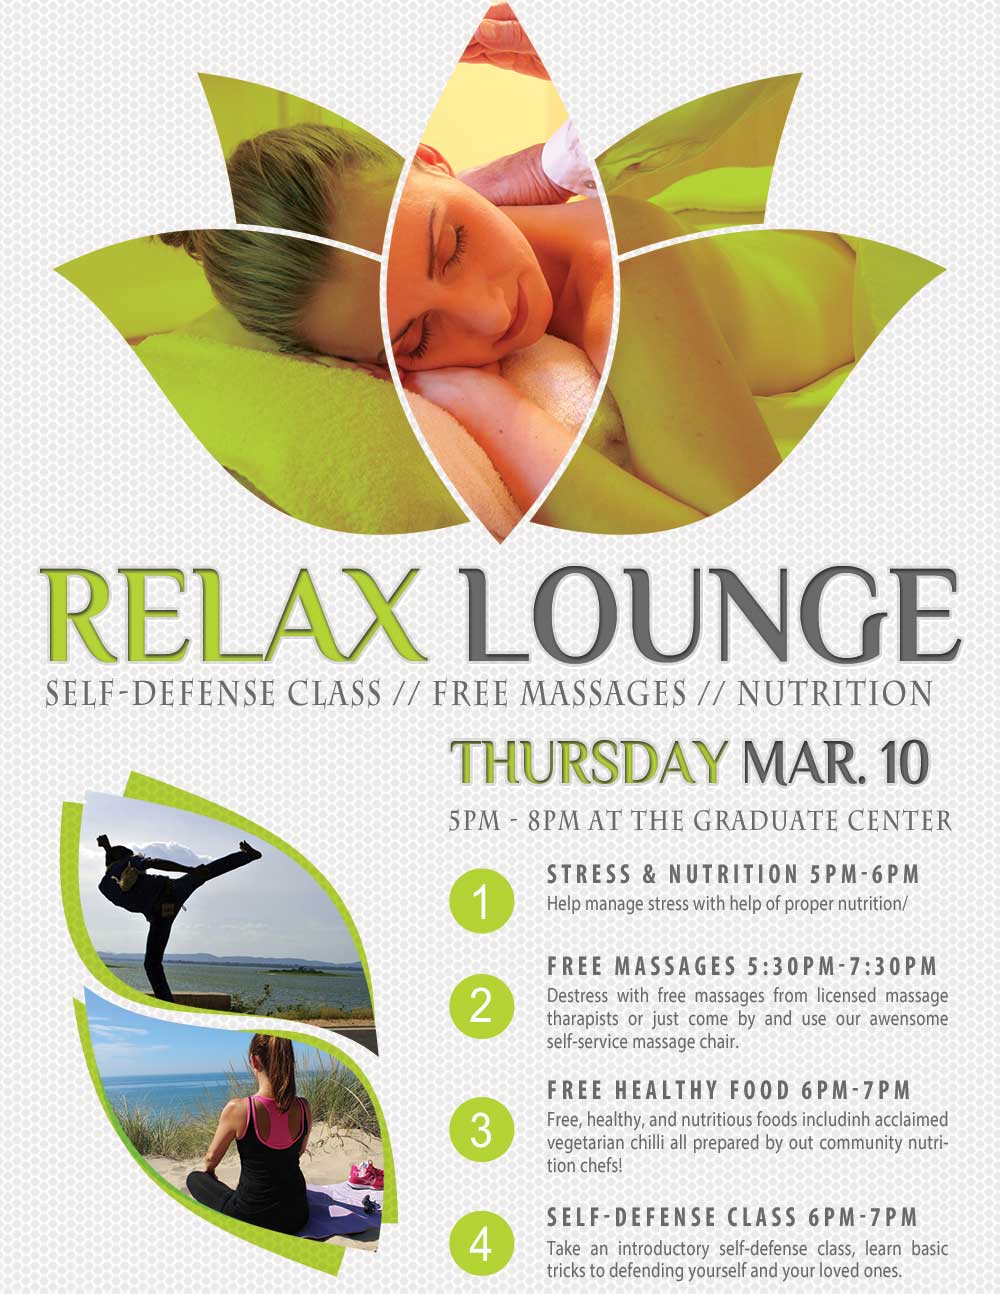 RELAX LOUNGE
SELF-DEFENSE CLASS // FREE MASSAGES // NUTRITION
THURSDAY MAR. 10
5PM - 8PM AT THE GRADUATE CENTER
1
STRESS & NUTRITION 5PM-6PM
Help manage stress with help of proper nutrition/
2
FREE MASSAGES 5:30PM-7:30PM
Destress with free massages from licensed massage
tharapists or just come by and use our awensome
self-service massage chair.
3
FREE HEALTHY FOOD 6PM-7PM
Free, healthy, and nutritious foods includinh acclaimed
vegetarian chilli all prepared by out community nutri-
tion chefs!
4
SELF-DEFENSE CLASS 6PM-7PM
Take an introductory self-defense class, learn basic
tricks to defending yourself and your loved ones.